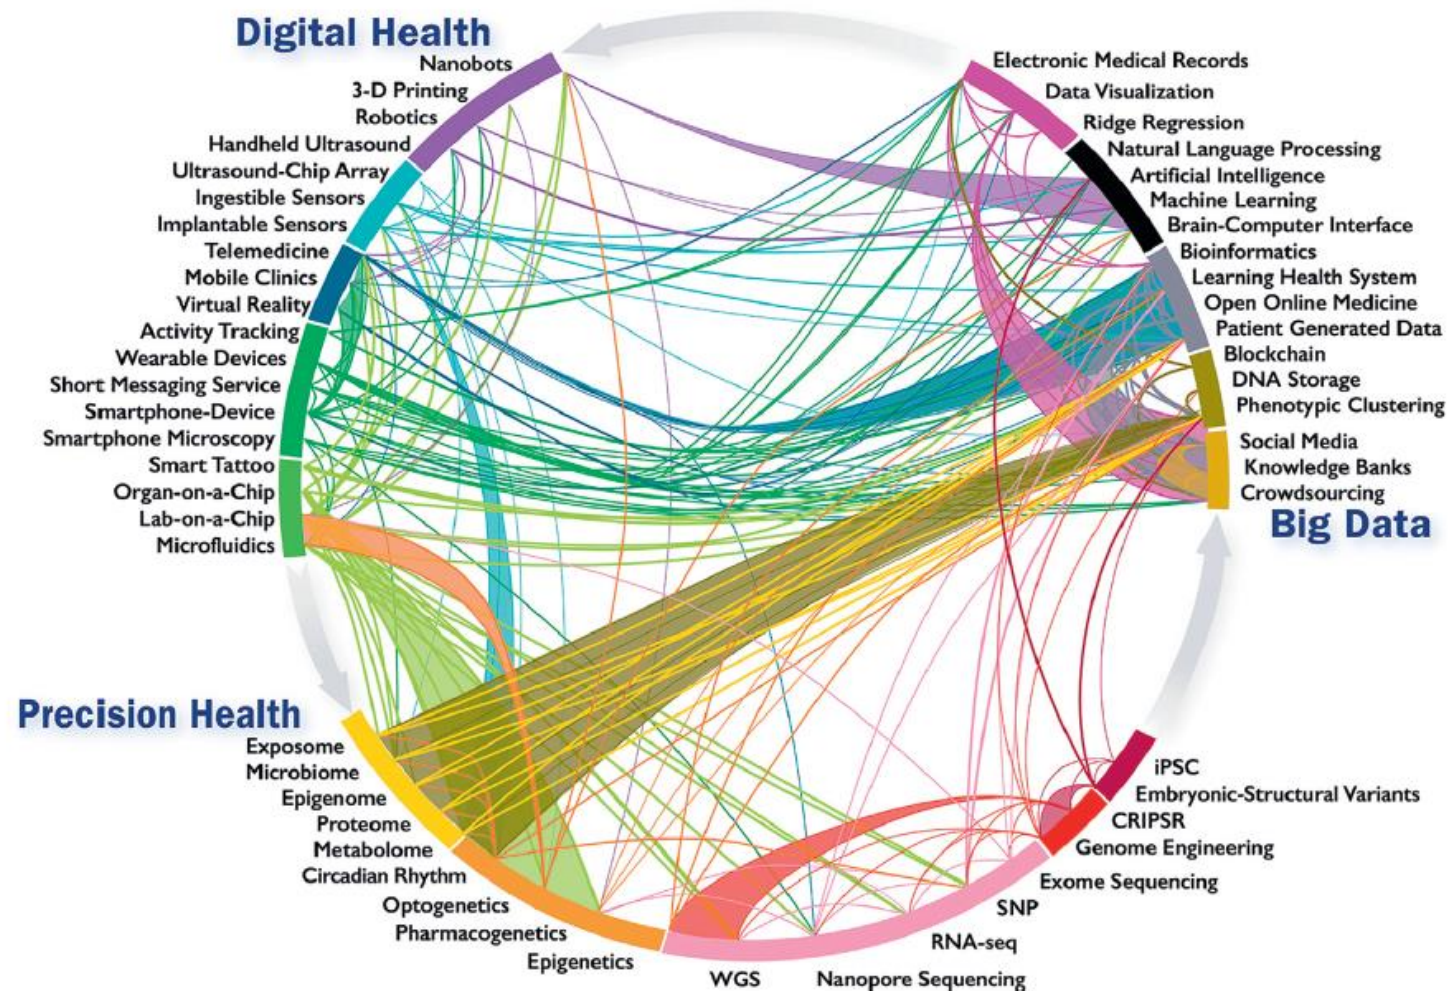 Digital Health
Nanobots
3-D Printing
Robotics
Handheld Ultrasound
Ultrasound-Chip Array
Ingestible Sensors
Implantable Sensors
Telemedicine
Mobile Clinics
Virtual Reality
Activity Tracking
Wearable Devices
Short Messaging Service
Smartphone-Device
Smartphone Microscopy
Smart Tattoo
Organ-on-a-Chip
Lab-on-a-Chip
Microfluidics
Electronic Medical Records
Data Visualization
Ridge Regression
Natural Language Processing
Artificial Intelligence
Machine Learning
Brain-Computer Interface
Bioinformatics
Learning Health System
Open Online Medicine
Patient Generated Data
Blockchain
DNA Storage
Phenotypic Clustering
Social Media
Knowledge Banks
Crowdsourcing
Big Data
Precision Health
Exposome
Microbiome
Epigenome
Proteome
Metabolome
Circadian Rhythm
Optogenetics
Pharmacogenetics
Epigenetics
WGS
Nanopore Sequencing
RNA-seq
SNP
Exome Sequencing
Genome Engineering
CRIPSR
Embryonic-Structural Variants
iPSC